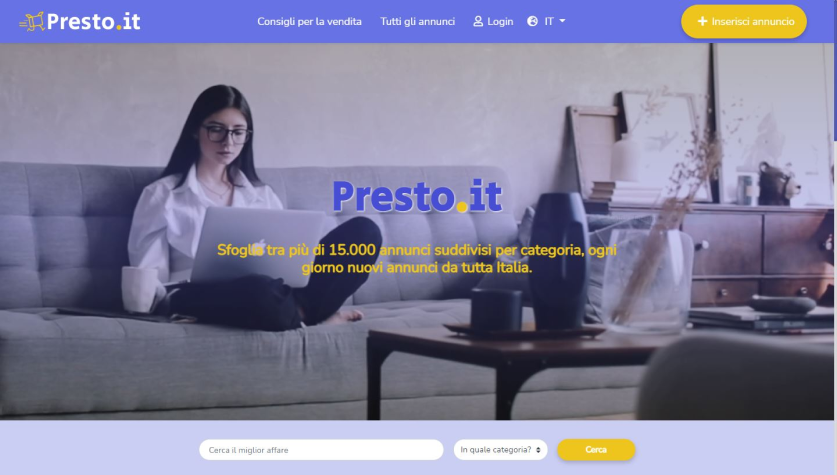 Presto.it
Consigli per la vendita
Tutti gli annunci
Login
IT
Inserisci annuncio
Presto.it
Sfoglia tra più di 15.000 annunci suddivisi per categoria, ogni
giorno nuovi annunci da tutta Italia.
Cerca il miglior affare
In quale categoria?
Cerca